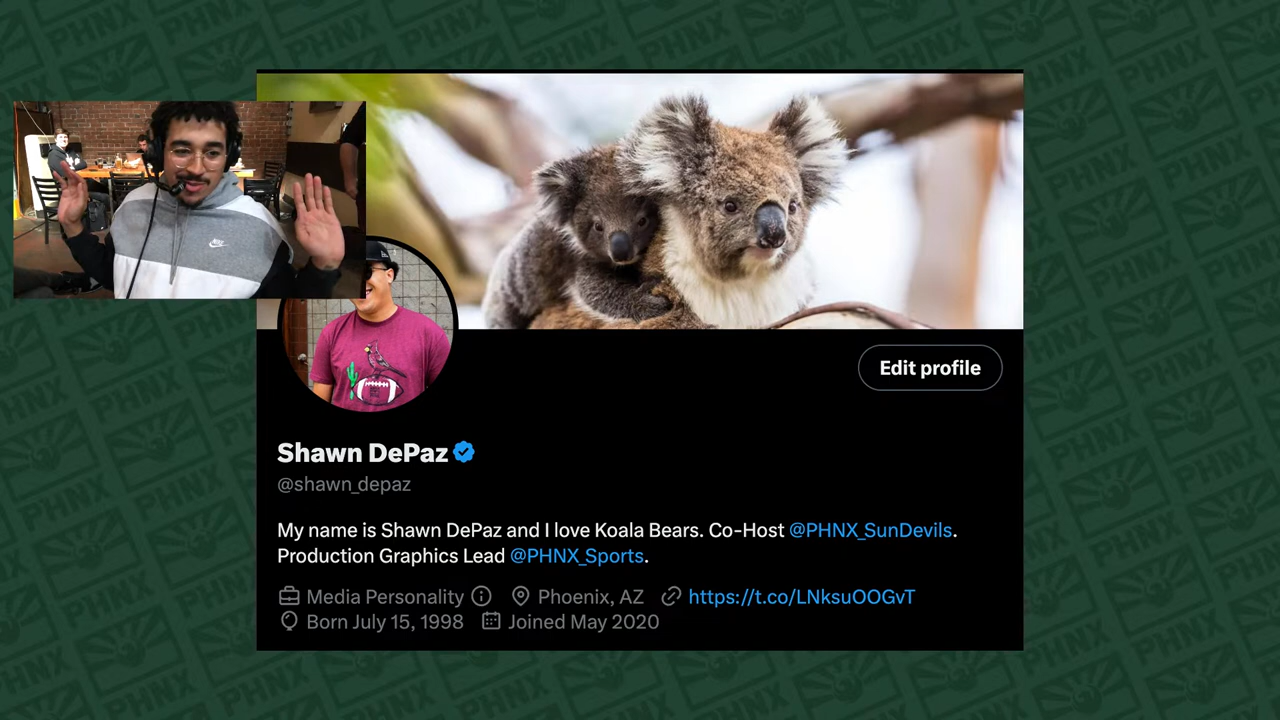 PHNX
Edit profile
Shawn DePaz
@shawn_depaz
My name is Shawn DePaz and I love Koala Bears. Co-Host @PHNX_SunDevils.
Production Graphics Lead @PHNX_Sports.
Media Personality
Phoenix, AZ
https://t.co/LNksuOOGvT
Born July 15, 1998
Joined May 2020